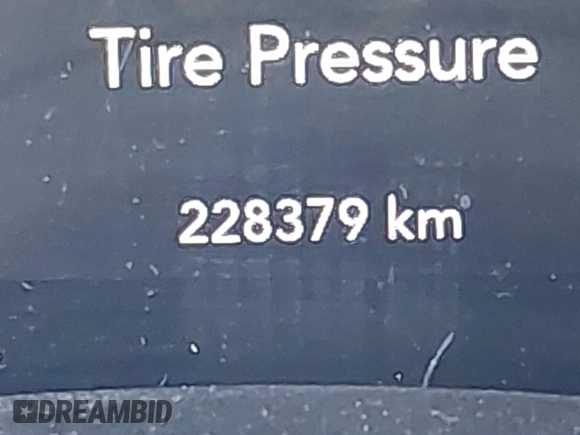 Tire Pressure
228379 km
DREAMBID